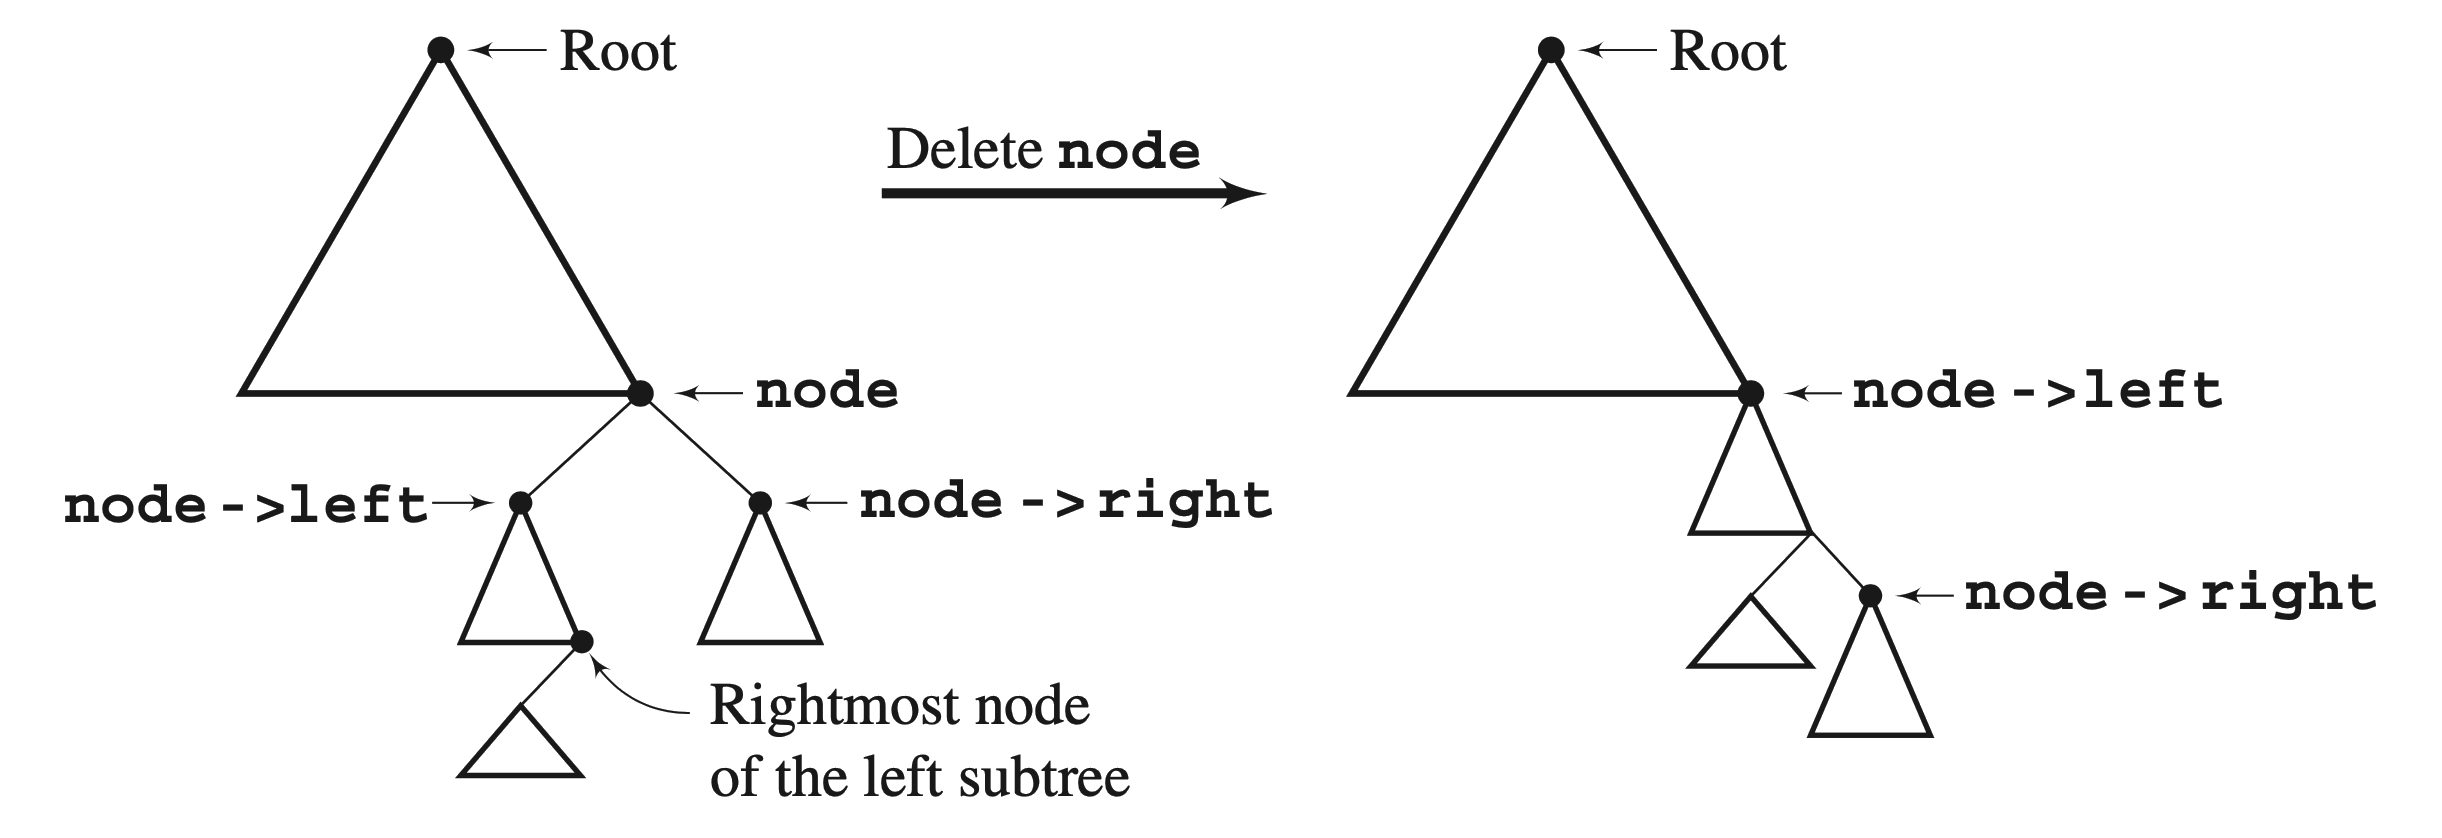 Root
Delete node
node
node->left
node->right
Rightmost node
of the left subtree
Root
node->left
node->right